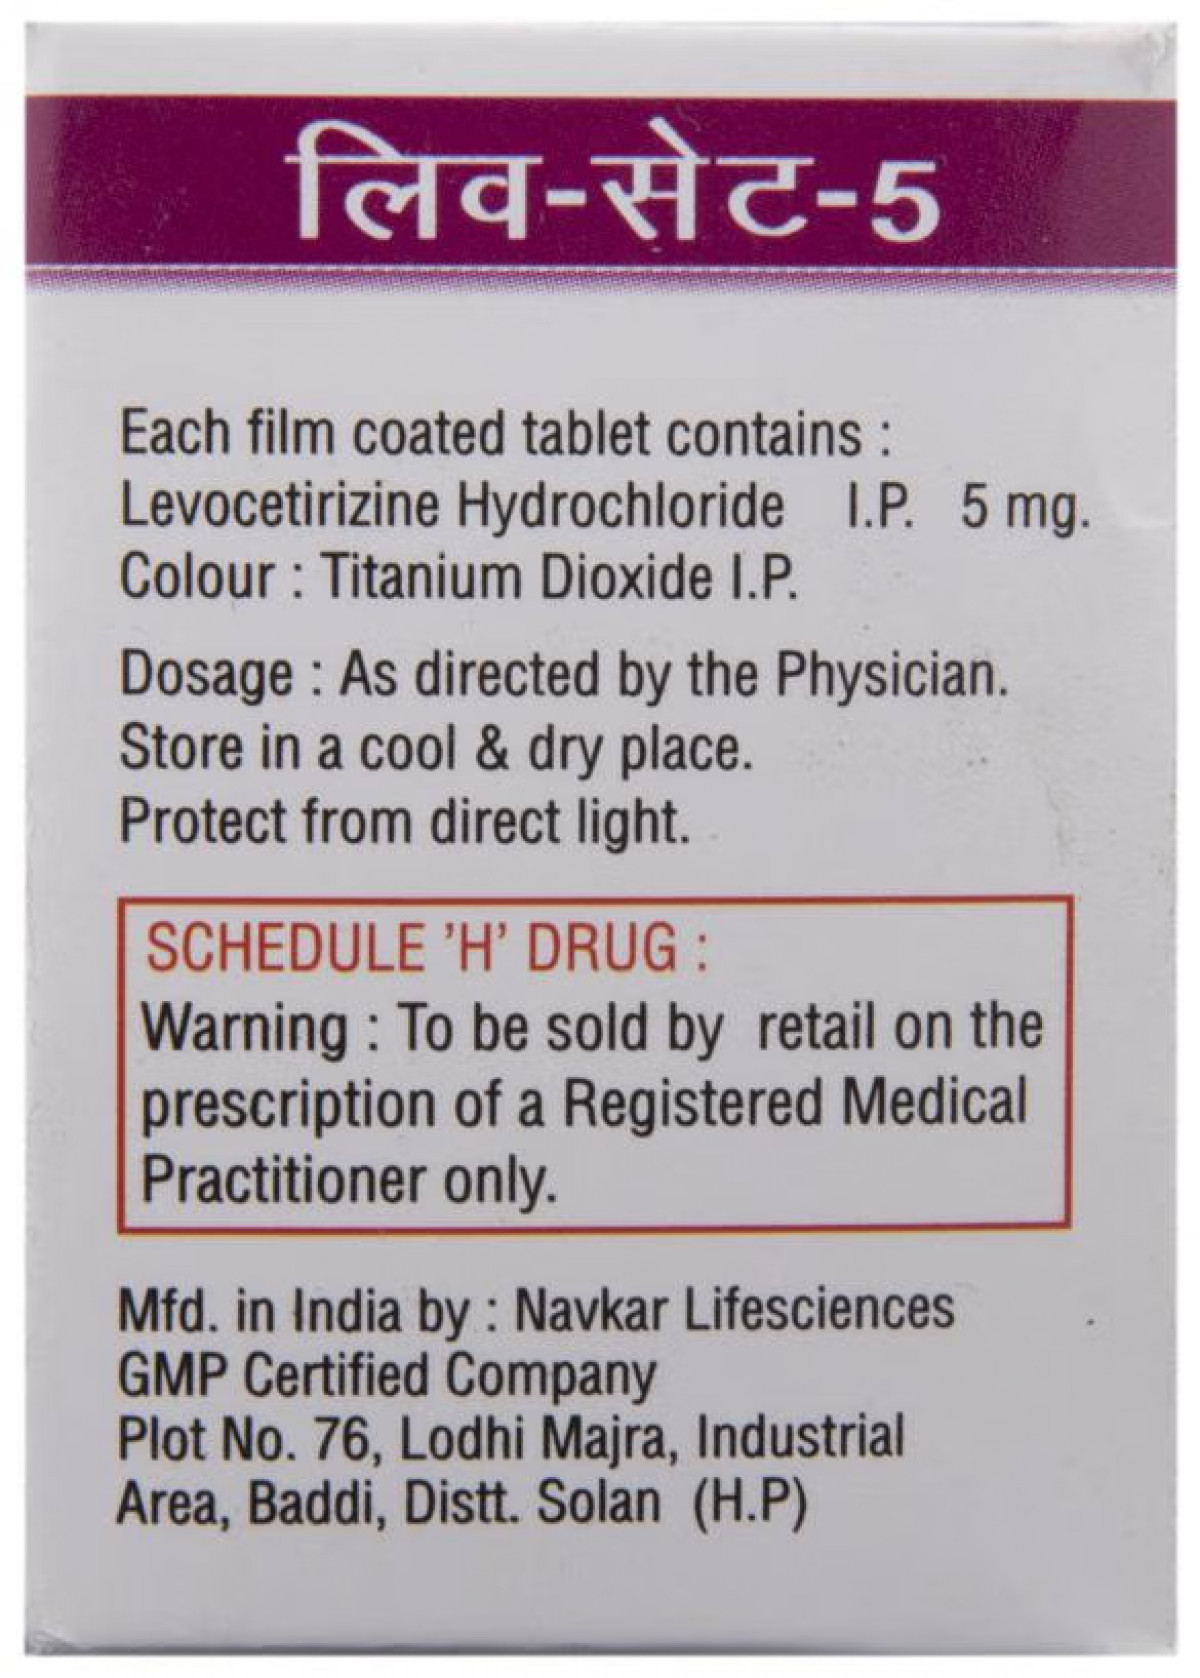 लिव-सेट-5
Each film coated tablet contains :
Levocetirizine Hydrochloride I.P. 5 mg.
Colour : Titanium Dioxide I.P.
Dosage : As directed by the Physician.
Store in a cool & dry place.
Protect from direct light.
SCHEDULE 'H' DRUG :
Warning : To be sold by retail on the
prescription of a Registered Medical
Practitioner only.
Mfd. in India by : Navkar Lifesciences
GMP Certified Company
Plot No. 76, Lodhi Majra, Industrial
Area, Baddi, Distt. Solan (H.P)